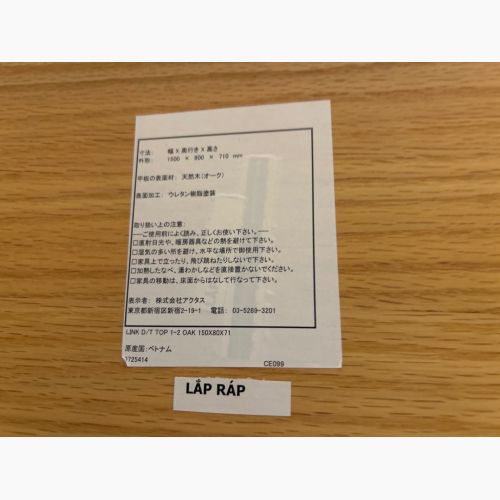 寸法： 幅 X 奥行き X 高さ
外形： 1500 × 800 × 710 mm
甲板の表面材： 天然木(オーク)
表面加工： ウレタン樹脂塗装
取り扱い上の注意：
―ご使用前によく読み、正しくお使い下さい。―
□直射日光や、暖房器具などの熱を避けて下さい。
□湿気の多い所を避け、水平な場所で御使用下さい。
□家具上で立ったり、飛び跳ねたりしないで下さい。
□加熱したなべ、湯わかしなどを直接置かないでください。
□家具の移動は、床面からはなして行なって下さい。
表示者： 株式会社アクタス
東京都新宿区新宿2-19-1 電話： 03-5269-3201
LINK D/T TOP 1-2 OAK 150X80X71
原産国：ベトナム
1725414 CE099
LẮP RÁP